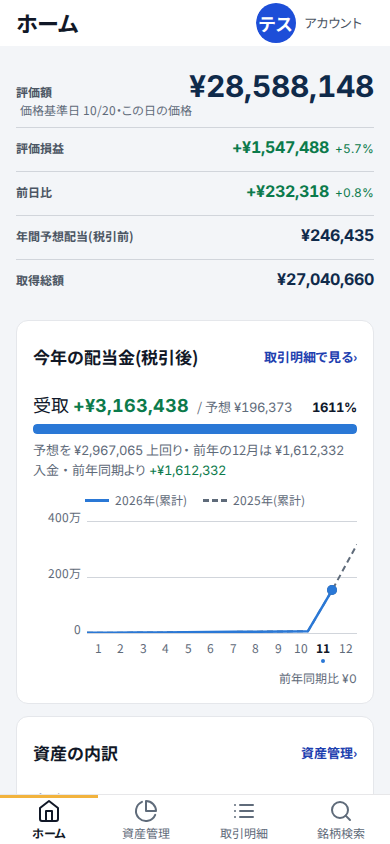 ホーム
テス アカウント
評価額 ¥28,588,148
価格基準日 10/20・この日の価格
評価損益 +¥1,547,488 +5.7%
前日比 +¥232,318 +0.8%
年間予想配当(税引前) ¥246,435
取得総額 ¥27,040,660
今年の配当金(税引後) 取引明細で見る›
受取 +¥3,163,438 / 予想 ¥196,373 1611%
予想を ¥2,967,065 上回り・前年の12月は ¥1,612,332
入金・前年同期より +¥1,612,332
2026年(累計) 2025年(累計)
400万
200万
0
1 2 3 4 5 6 7 8 9 10 11 12
前年同期比 ¥0
資産の内訳 資産管理›
ホーム 資産管理 取引明細 銘柄検索